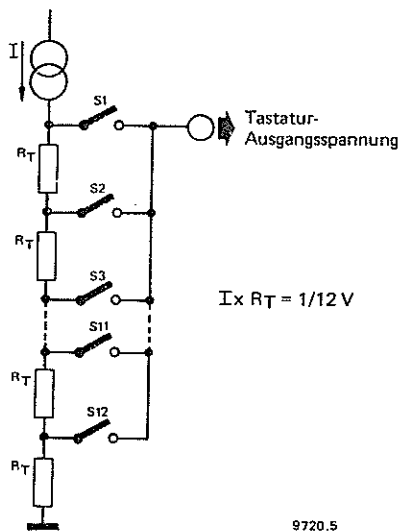 I
S1
Tastatur-
Ausgangsspannung
RT
S2
RT
S3
I x RT = 1/12 V
S11
RT
S12
RT
9720.5